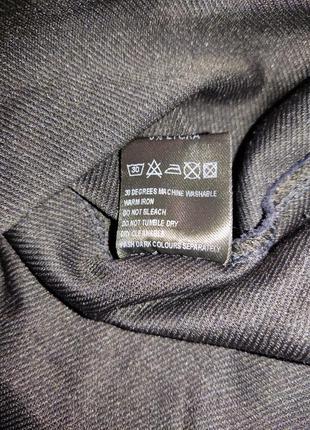 30
30 DEGREES MACHINE WASHABLE
WARM IRON
DO NOT BLEACH
DO NOT TUMBLE DRY
DRY CLEANABLE
WASH DARK COLOURS SEPARATELY